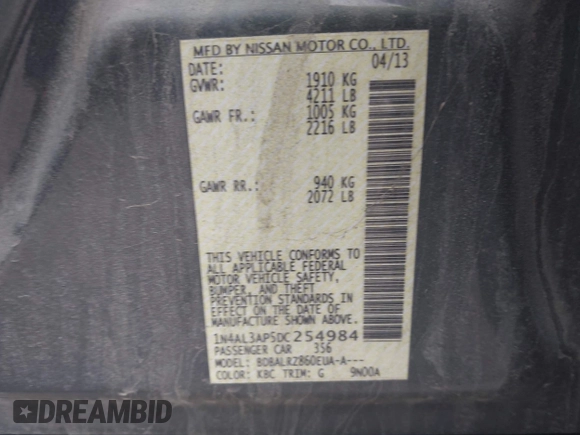 MFD BY NISSAN MOTOR CO., LTD.
DATE: 04/13
GVWR: 1910 KG
4211 LB
GAWR FR.: 1005 KG
2216 LB
GAWR RR.: 940 KG
2072 LB
THIS VEHICLE CONFORMS TO
ALL APPLICABLE FEDERAL
MOTOR VEHICLE SAFETY,
BUMPER, AND THEFT
PREVENTION STANDARDS IN
EFFECT ON THE DATE OF
MANUFACTURE SHOWN ABOVE.
1N4AL3AP5DC254984
PASSENGER CAR 356
MODEL: BDBALRZ860EUA-A---
COLOR: KBC TRIM: G 9N00A
DREAMBID